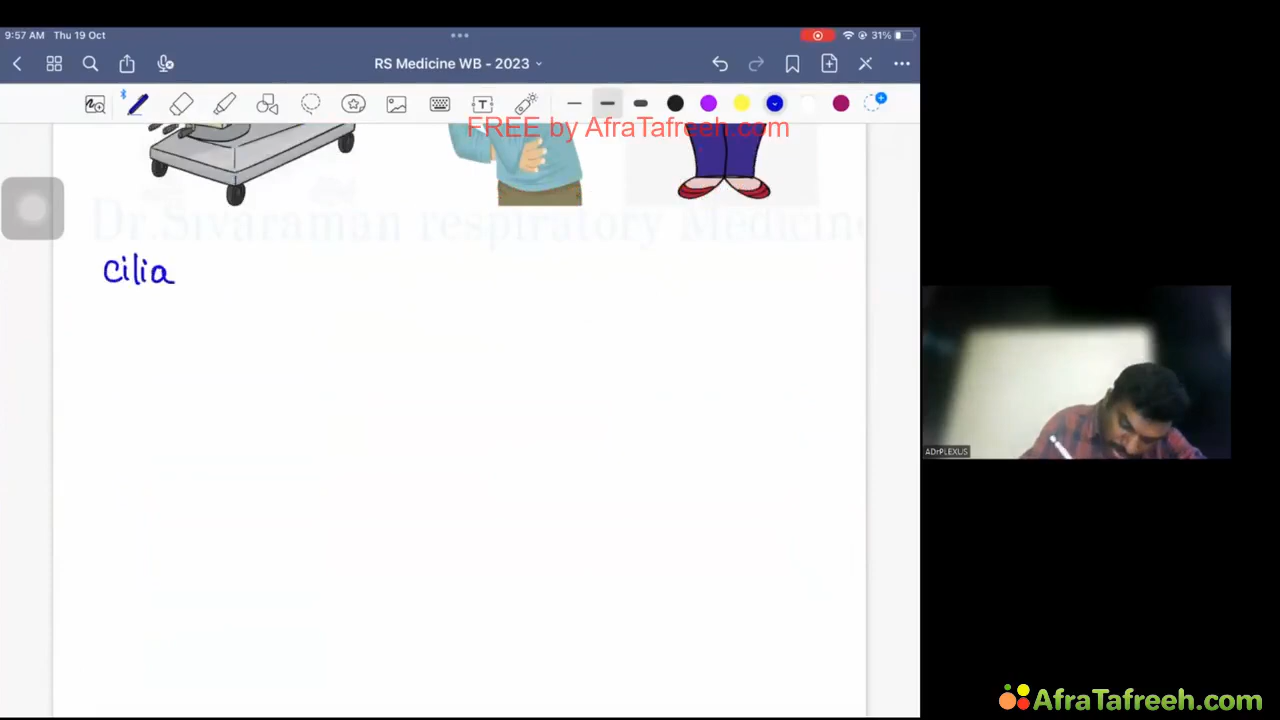 9:57 AM Thu 19 Oct
31%
RS Medicine WB - 2023
T
FREE by AfraTafreeh.com
Dr.Sivaraman respiratory Medicine
cilia
ADrPLEXUS
AfraTafreeh.com